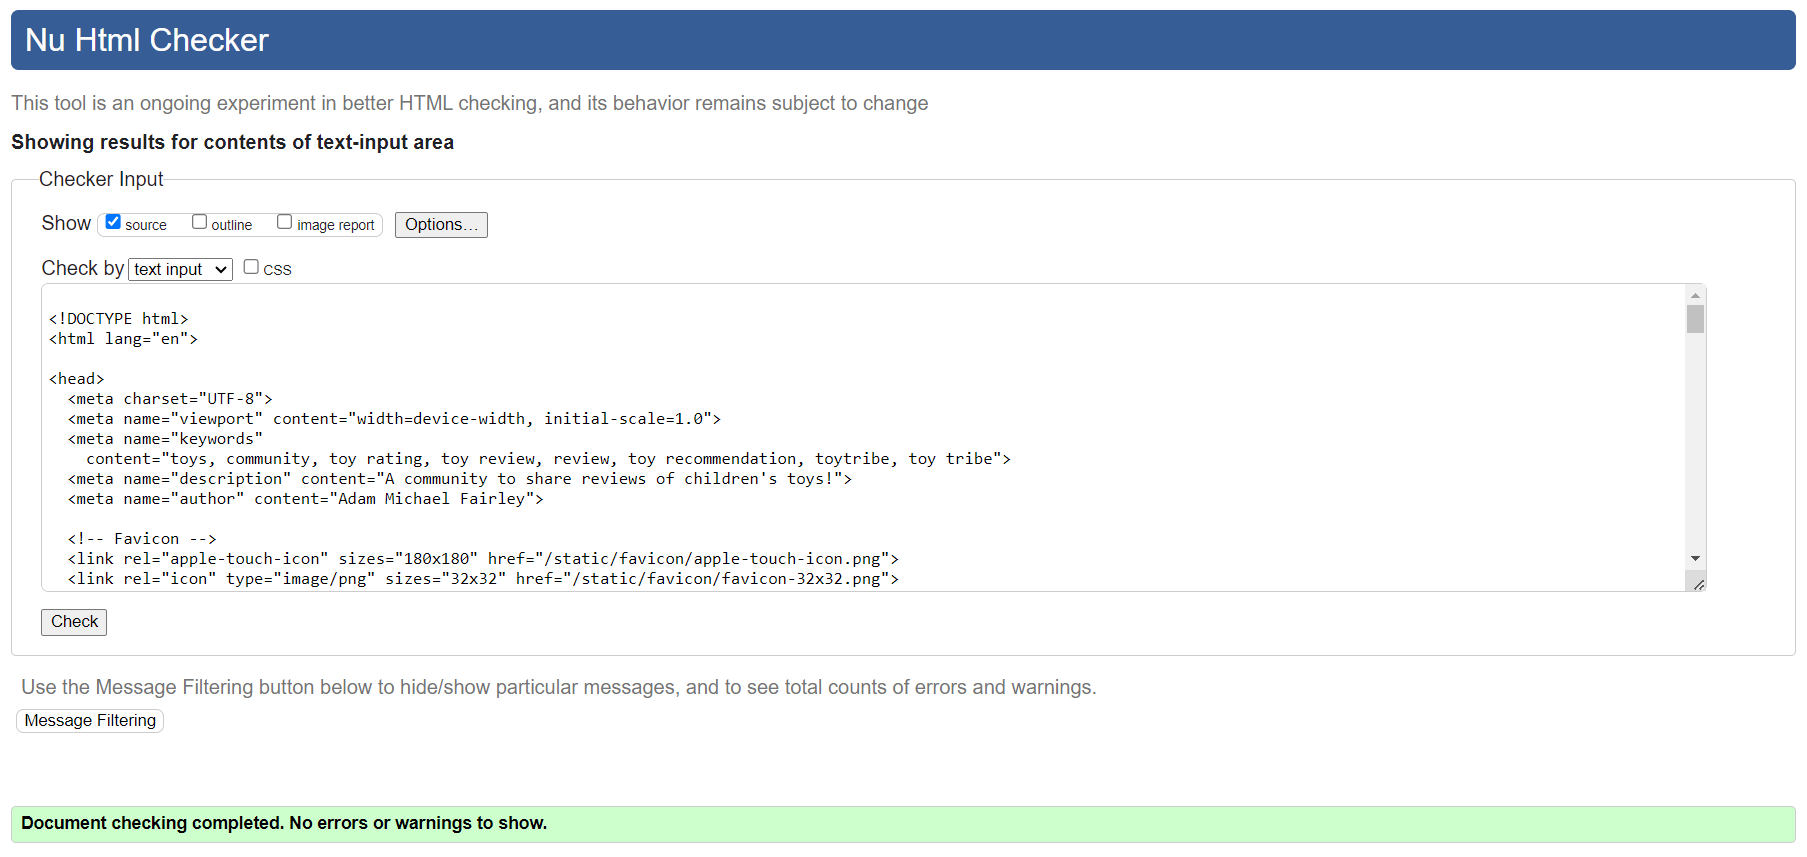 Nu Html Checker
This tool is an ongoing experiment in better HTML checking, and its behavior remains subject to change
Showing results for contents of text-input area
Checker Input
Show source outline image report Options...
Check by text input CSS
<!DOCTYPE html>
<html lang="en">
<head>
  <meta charset="UTF-8">
  <meta name="viewport" content="width=device-width, initial-scale=1.0">
  <meta name="keywords"
    content="toys, community, toy rating, toy review, review, toy recommendation, toytribe, toy tribe">
  <meta name="description" content="A community to share reviews of children's toys!">
  <meta name="author" content="Adam Michael Fairley">
  <!-- Favicon -->
  <link rel="apple-touch-icon" sizes="180x180" href="/static/favicon/apple-touch-icon.png">
  <link rel="icon" type="image/png" sizes="32x32" href="/static/favicon/favicon-32x32.png">
Check
Use the Message Filtering button below to hide/show particular messages, and to see total counts of errors and warnings.
Message Filtering
Document checking completed. No errors or warnings to show.